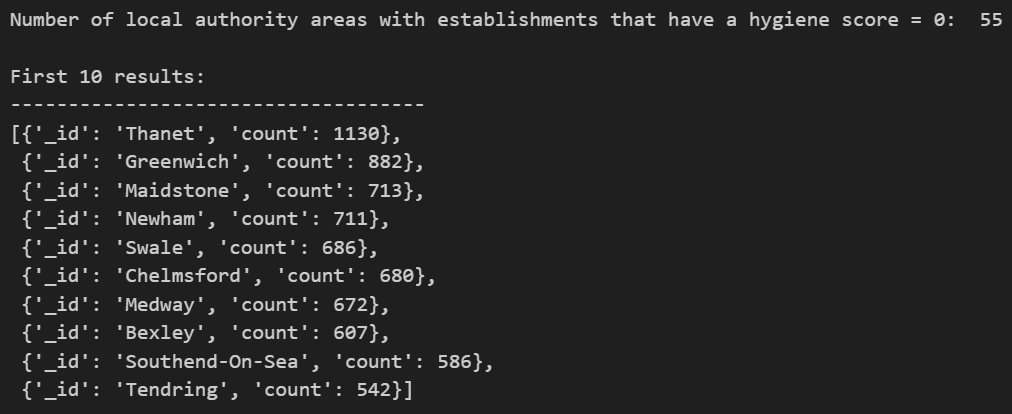 Number of local authority areas with establishments that have a hygiene score = 0:  55
First 10 results:
------------------------------------
[{'_id': 'Thanet', 'count': 1130},
 {'_id': 'Greenwich', 'count': 882},
 {'_id': 'Maidstone', 'count': 713},
 {'_id': 'Newham', 'count': 711},
 {'_id': 'Swale', 'count': 686},
 {'_id': 'Chelmsford', 'count': 680},
 {'_id': 'Medway', 'count': 672},
 {'_id': 'Bexley', 'count': 607},
 {'_id': 'Southend-On-Sea', 'count': 586},
 {'_id': 'Tendring', 'count': 542}]